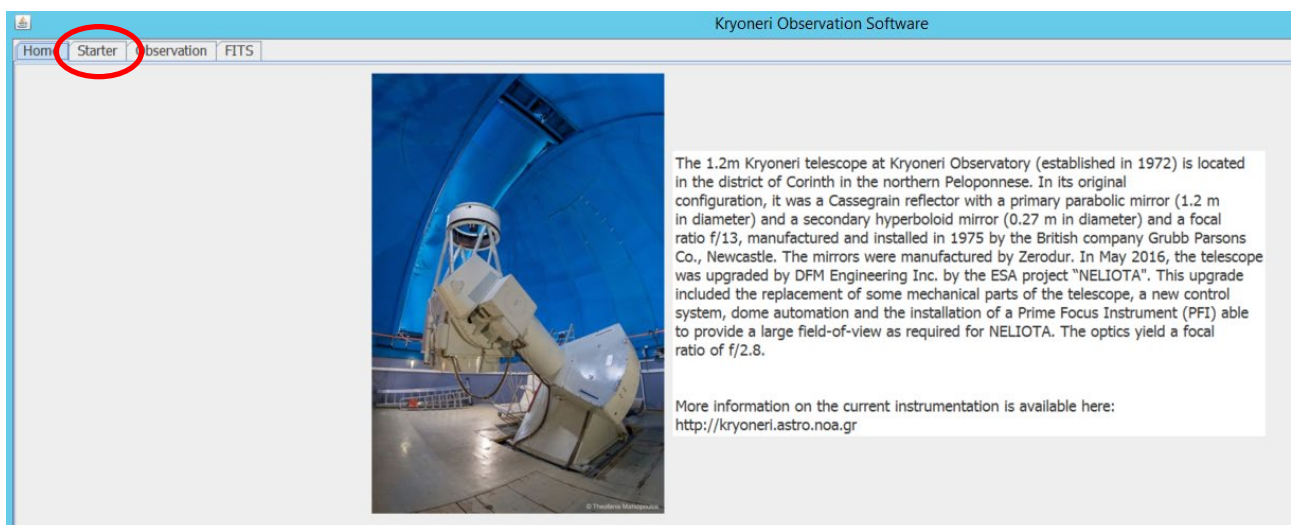 Kryoneri Observation Software
Home Starter Observation FITS
The 1.2m Kryoneri telescope at Kryoneri Observatory (established in 1972) is located
in the district of Corinth in the northern Peloponnese. In its original
configuration, it was a Cassegrain reflector with a primary parabolic mirror (1.2 m
in diameter) and a secondary hyperboloid mirror (0.27 m in diameter) and a focal
ratio f/13, manufactured and installed in 1975 by the British company Grubb Parsons
Co., Newcastle. The mirrors were manufactured by Zerodur. In May 2016, the telescope
was upgraded by DFM Engineering Inc. by the ESA project "NELIOTA". This upgrade
included the replacement of some mechanical parts of the telescope, a new control
system, dome automation and the installation of a Prime Focus Instrument (PFI) able
to provide a large field-of-view as required for NELIOTA. The optics yield a focal
ratio of f/2.8.
More information on the current instrumentation is available here:
http://kryoneri.astro.noa.gr